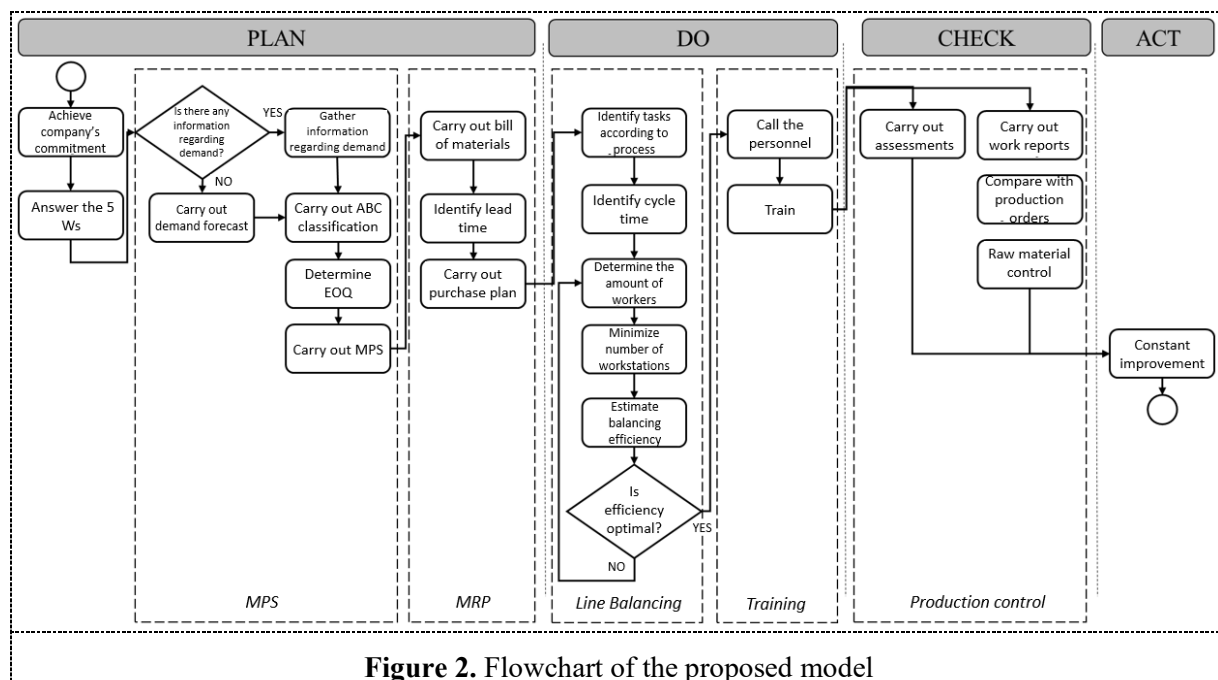 PLAN
DO
CHECK
ACT
Achieve
company's
commitment
Answer the 5
Ws
Is there any
information
regarding
demand?
YES
NO
Gather
information
regarding demand
Carry out
demand forecast
Carry out ABC
classification
Determine
EOQ
Carry out MPS
MPS
Carry out bill
of materials
Identify lead
time
Carry out
purchase plan
MRP
Identify tasks
according to
process
Identify cycle
time
Determine the
amount of
workers
Minimize
number of
workstations
Estimate
balancing
efficiency
Is
efficiency
optimal?
YES
NO
Line Balancing
Call the
personnel
Train
Training
Carry out
assessments
Carry out
work reports
Compare with
production
orders
Raw material
control
Production control
Constant
improvement
Figure 2. Flowchart of the proposed model